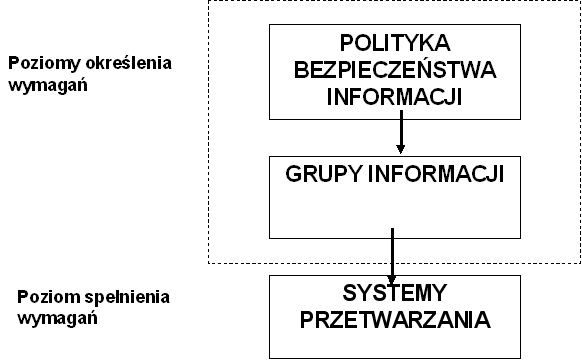 Poziomy określenia
wymagań
POLITYKA
BEZPIECZEŃSTWA
INFORMACJI
GRUPY INFORMACJI
Poziom spełnienia
wymagań
SYSTEMY
PRZETWARZANIA